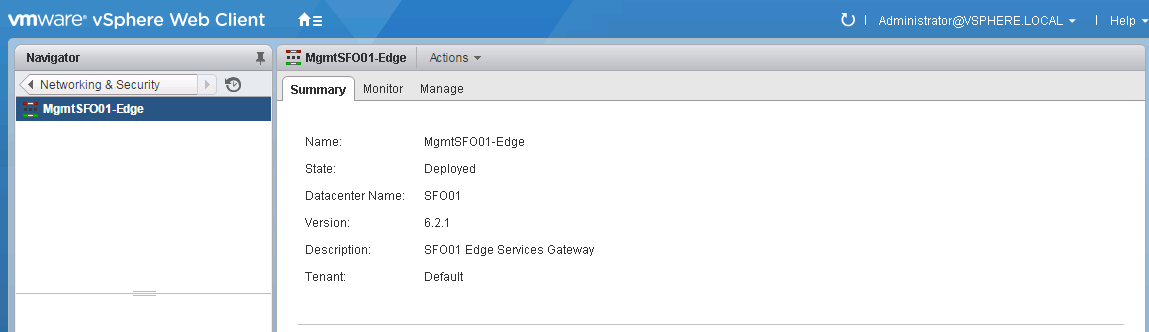 vmware® vSphere Web Client
Administrator@VSPHERE.LOCAL
Help
Navigator
Networking & Security
MgmtSFO01-Edge
MgmtSFO01-Edge
Actions
Summary
Monitor
Manage
Name: MgmtSFO01-Edge
State: Deployed
Datacenter Name: SFO01
Version: 6.2.1
Description: SFO01 Edge Services Gateway
Tenant: Default